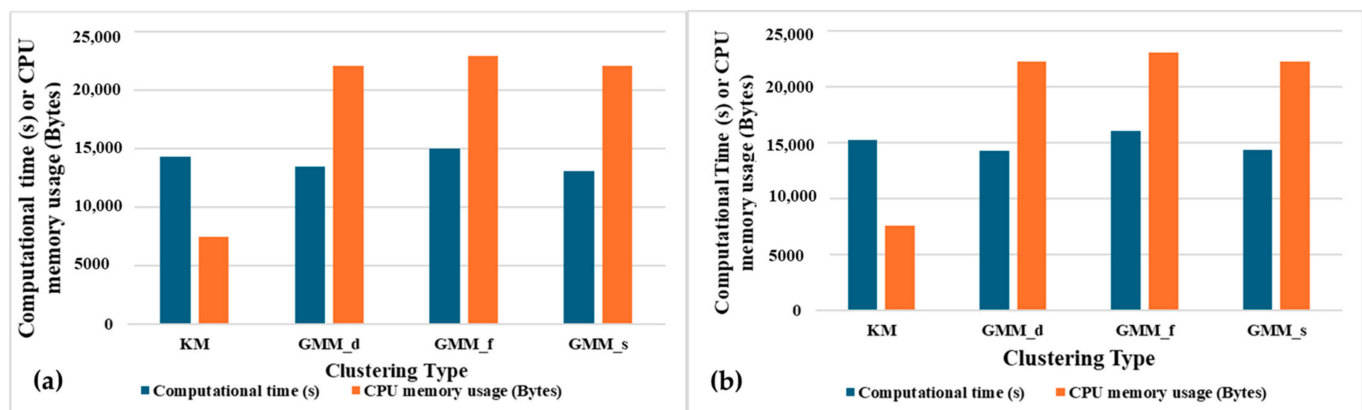 Computational time (s) or CPU
memory usage (Bytes)
25,000
20,000
15,000
10,000
5000
0
KM GMM_d GMM_f GMM_s
Clustering Type
(a)
Computational time (s) CPU memory usage (Bytes)
Computational Time (s) or CPU
memory usage (Bytes)
25,000
20,000
15,000
10,000
5000
0
KM GMM_d GMM_f GMM_s
Clustering Type
(b)
Computational time (s) CPU memory usage (Bytes)